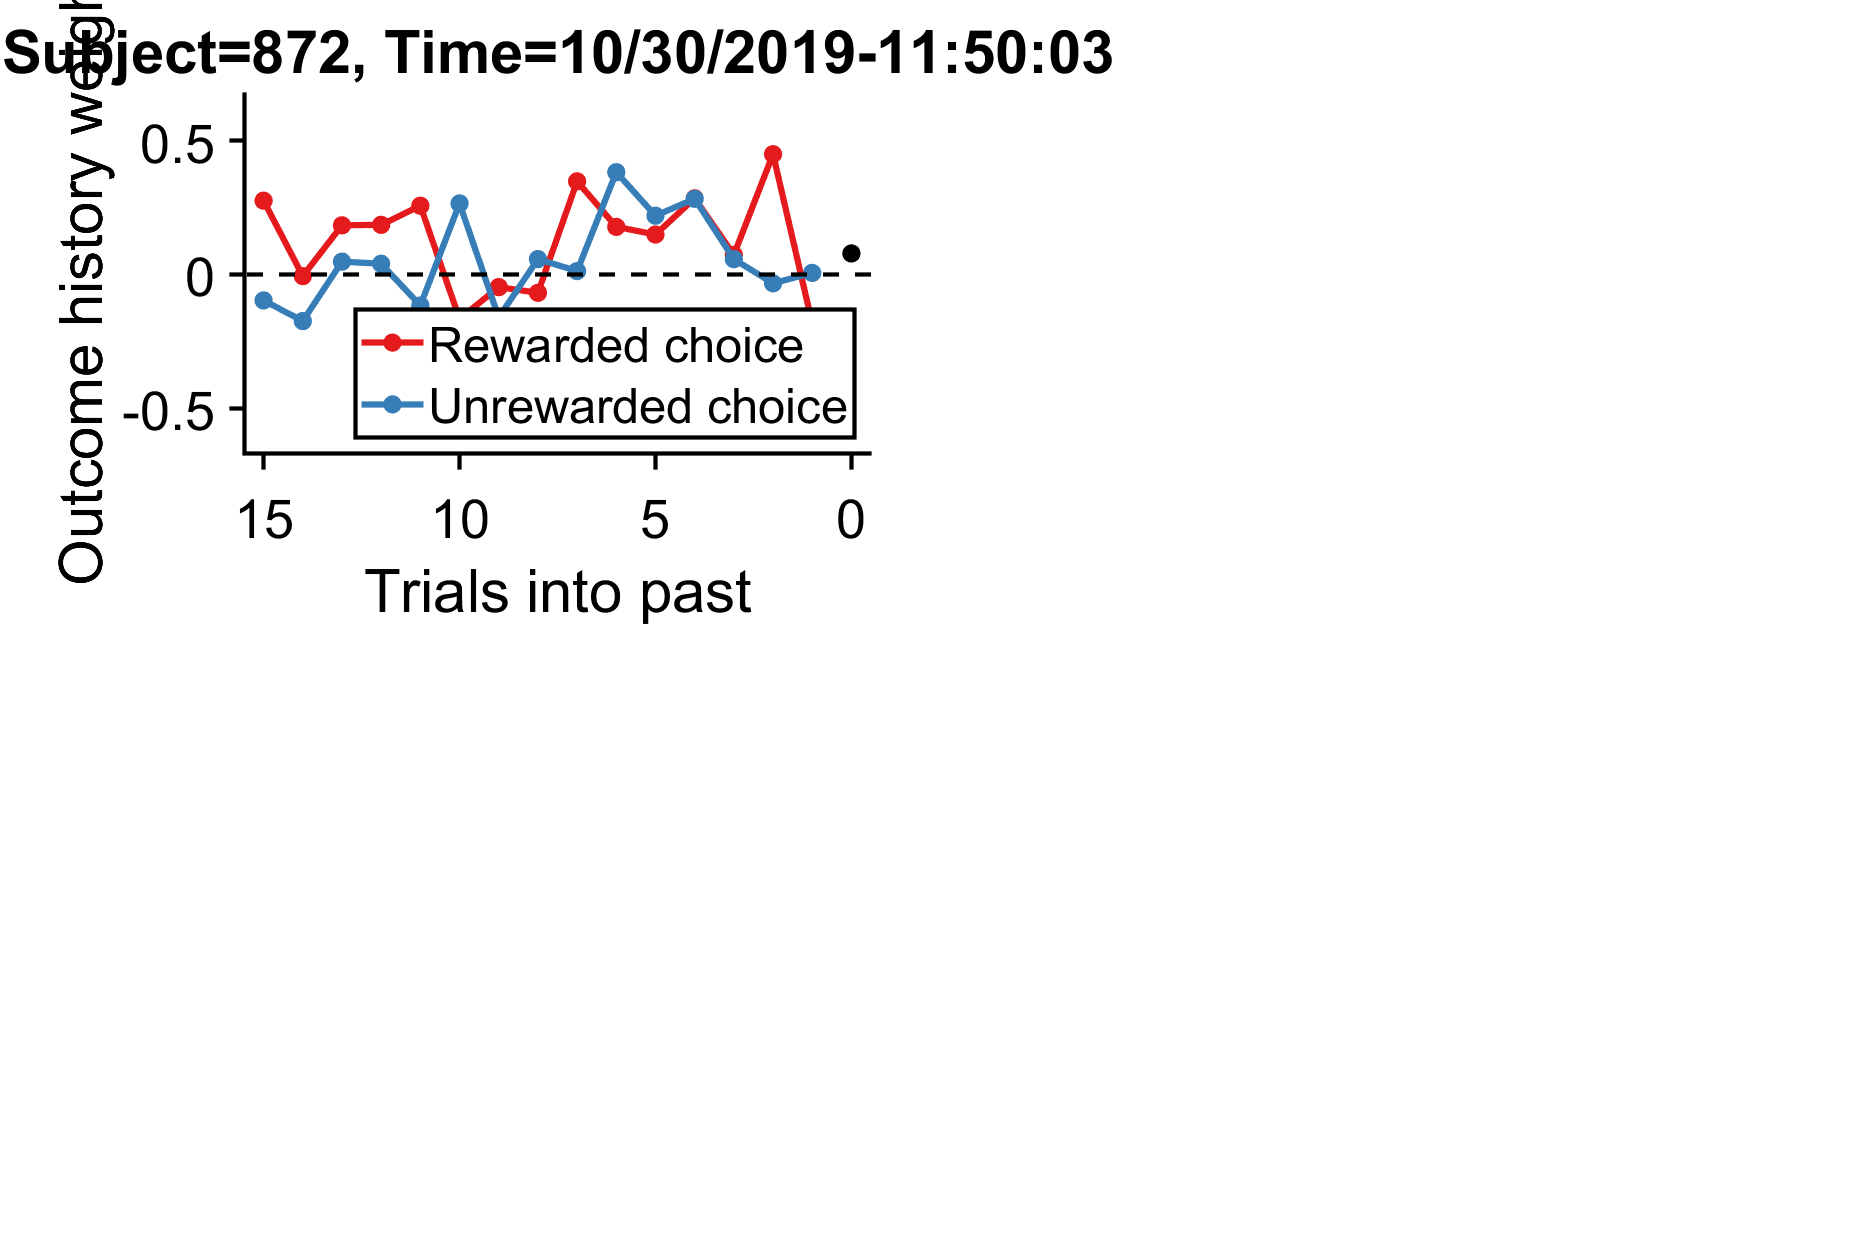 Subject=872, Time=10/30/2019-11:50:03
Outcome history
0.5
0
-0.5
Rewarded choice
Unrewarded choice
15 10 5 0
Trials into past